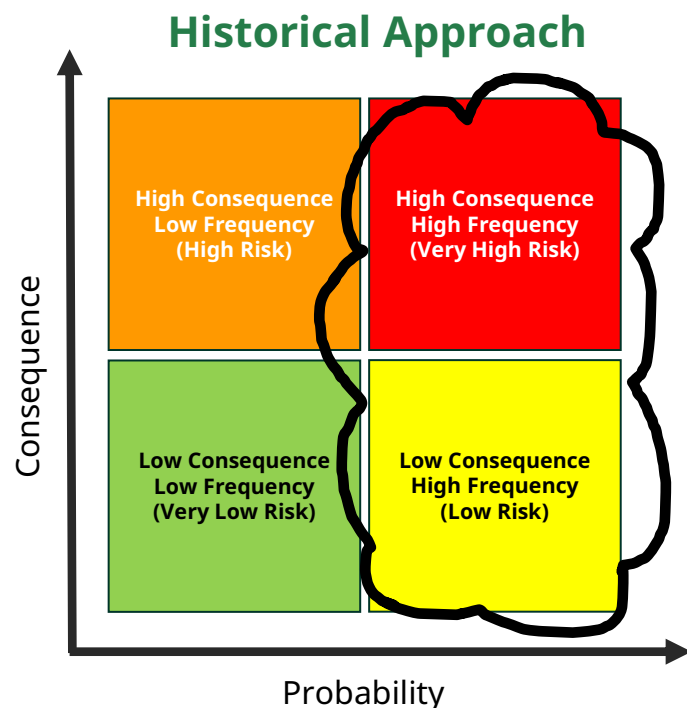 Historical Approach
High Consequence
Low Frequency
(High Risk)
High Consequence
High Frequency
(Very High Risk)
Consequence
Low Consequence
Low Frequency
(Very Low Risk)
Low Consequence
High Frequency
(Low Risk)
Probability